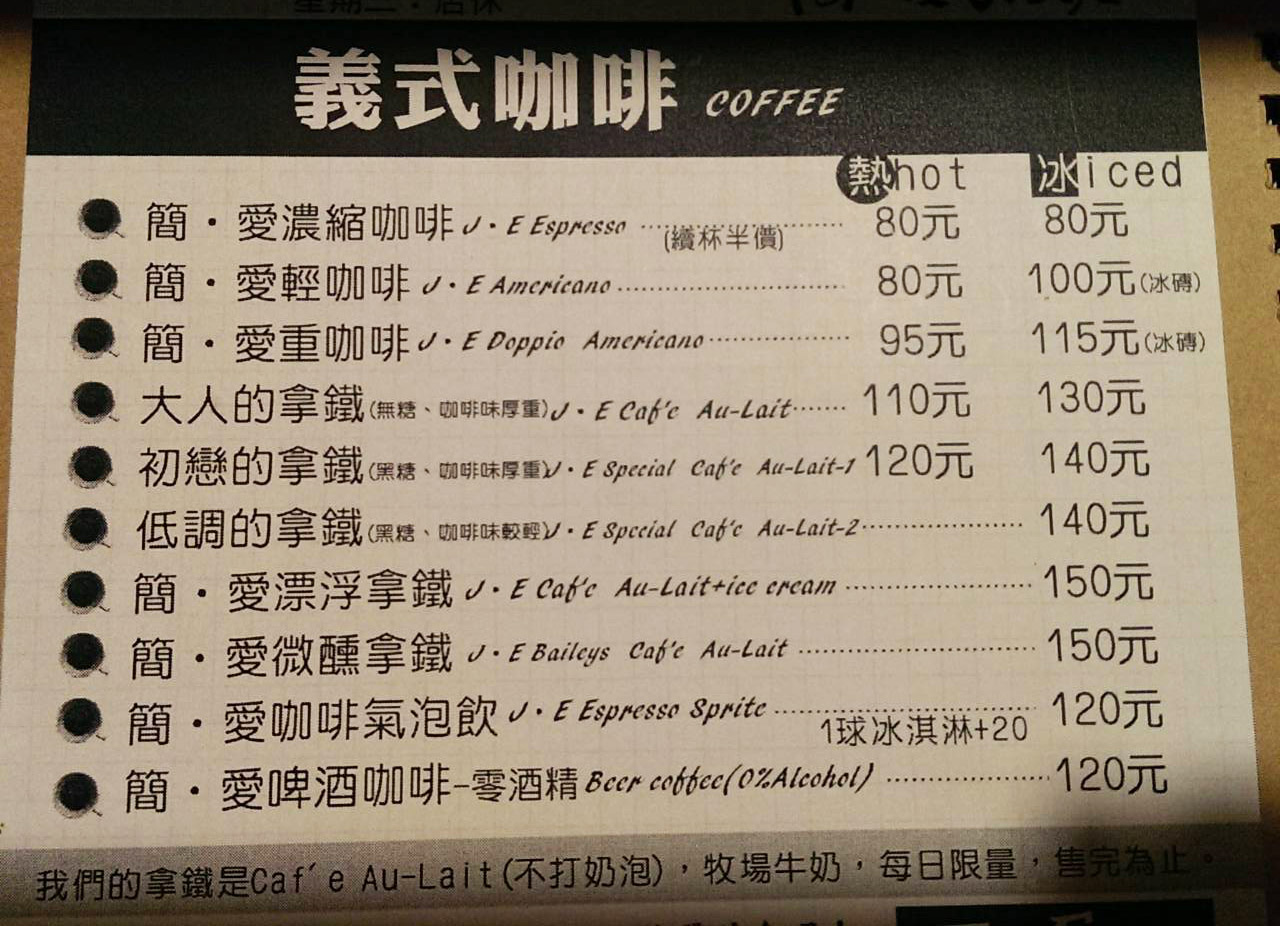 星期二：店休
義式咖啡 COFFEE
熱hot 冰iced
簡・愛濃縮咖啡 J・E Espresso (續杯半價) 80元 80元
簡・愛輕咖啡 J・E Americano 80元 100元(冰磚)
簡・愛重咖啡 J・E Doppio Americano 95元 115元(冰磚)
大人的拿鐵(無糖、咖啡味厚重)J・E Caf'e Au-Lait 110元 130元
初戀的拿鐵(黑糖、咖啡味厚重)J・E Special Caf'e Au-Lait-1 120元 140元
低調的拿鐵(黑糖、咖啡味較輕)J・E Special Caf'e Au-Lait-2 140元
簡・愛漂浮拿鐵 J・E Caf'e Au-Lait+ice cream 150元
簡・愛微醺拿鐵 J・E Baileys Caf'e Au-Lait 150元
簡・愛咖啡氣泡飲 J・E Espresso Sprite 1球冰淇淋+20 120元
簡・愛啤酒咖啡-零酒精 Beer coffee(0%Alcohol) 120元
我們的拿鐵是Caf´e Au-Lait(不打奶泡)，牧場牛奶，每日限量，售完為止。